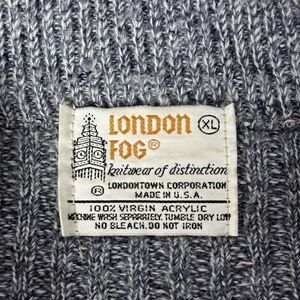 LONDON XL
FOG®
knitwear of distinction
® LONDONTOWN CORPORATION
MADE IN U.S.A.
100% VIRGIN ACRYLIC
MACHINE WASH SEPARATELY. TUMBLE DRY LOW
NO BLEACH. DO NOT IRON